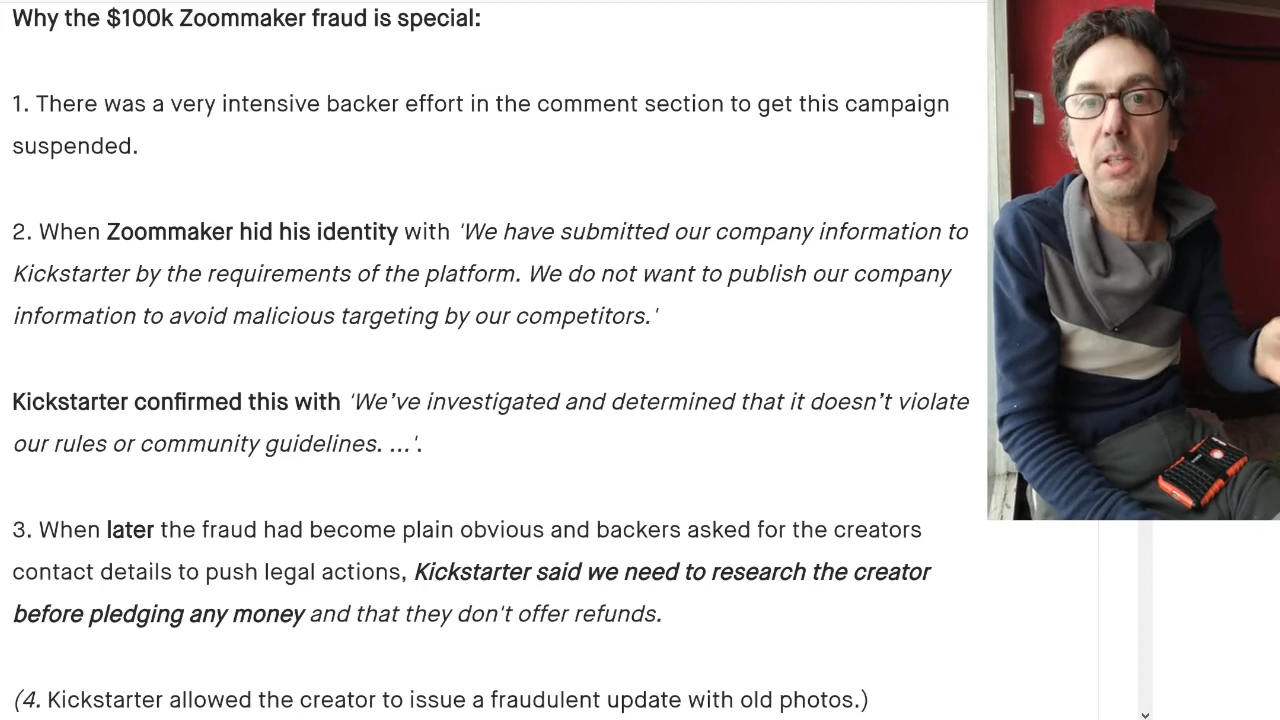 Why the $100k Zoommaker fraud is special:
1. There was a very intensive backer effort in the comment section to get this campaign
suspended.
2. When Zoommaker hid his identity with 'We have submitted our company information to
Kickstarter by the requirements of the platform. We do not want to publish our company
information to avoid malicious targeting by our competitors.'
Kickstarter confirmed this with 'We’ve investigated and determined that it doesn’t violate
our rules or community guidelines. ...'.
3. When later the fraud had become plain obvious and backers asked for the creators
contact details to push legal actions, Kickstarter said we need to research the creator
before pledging any money and that they don't offer refunds.
(4. Kickstarter allowed the creator to issue a fraudulent update with old photos.)